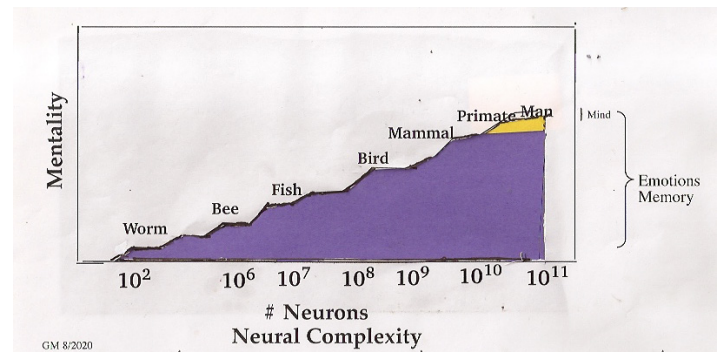 Mentality
Primate Man
Mind
Mammal
Bird
Fish
Bee
Worm
Emotions
Memory
10² 10⁶ 10⁷ 10⁸ 10⁹ 10¹⁰ 10¹¹
# Neurons
Neural Complexity
GM 8/2020